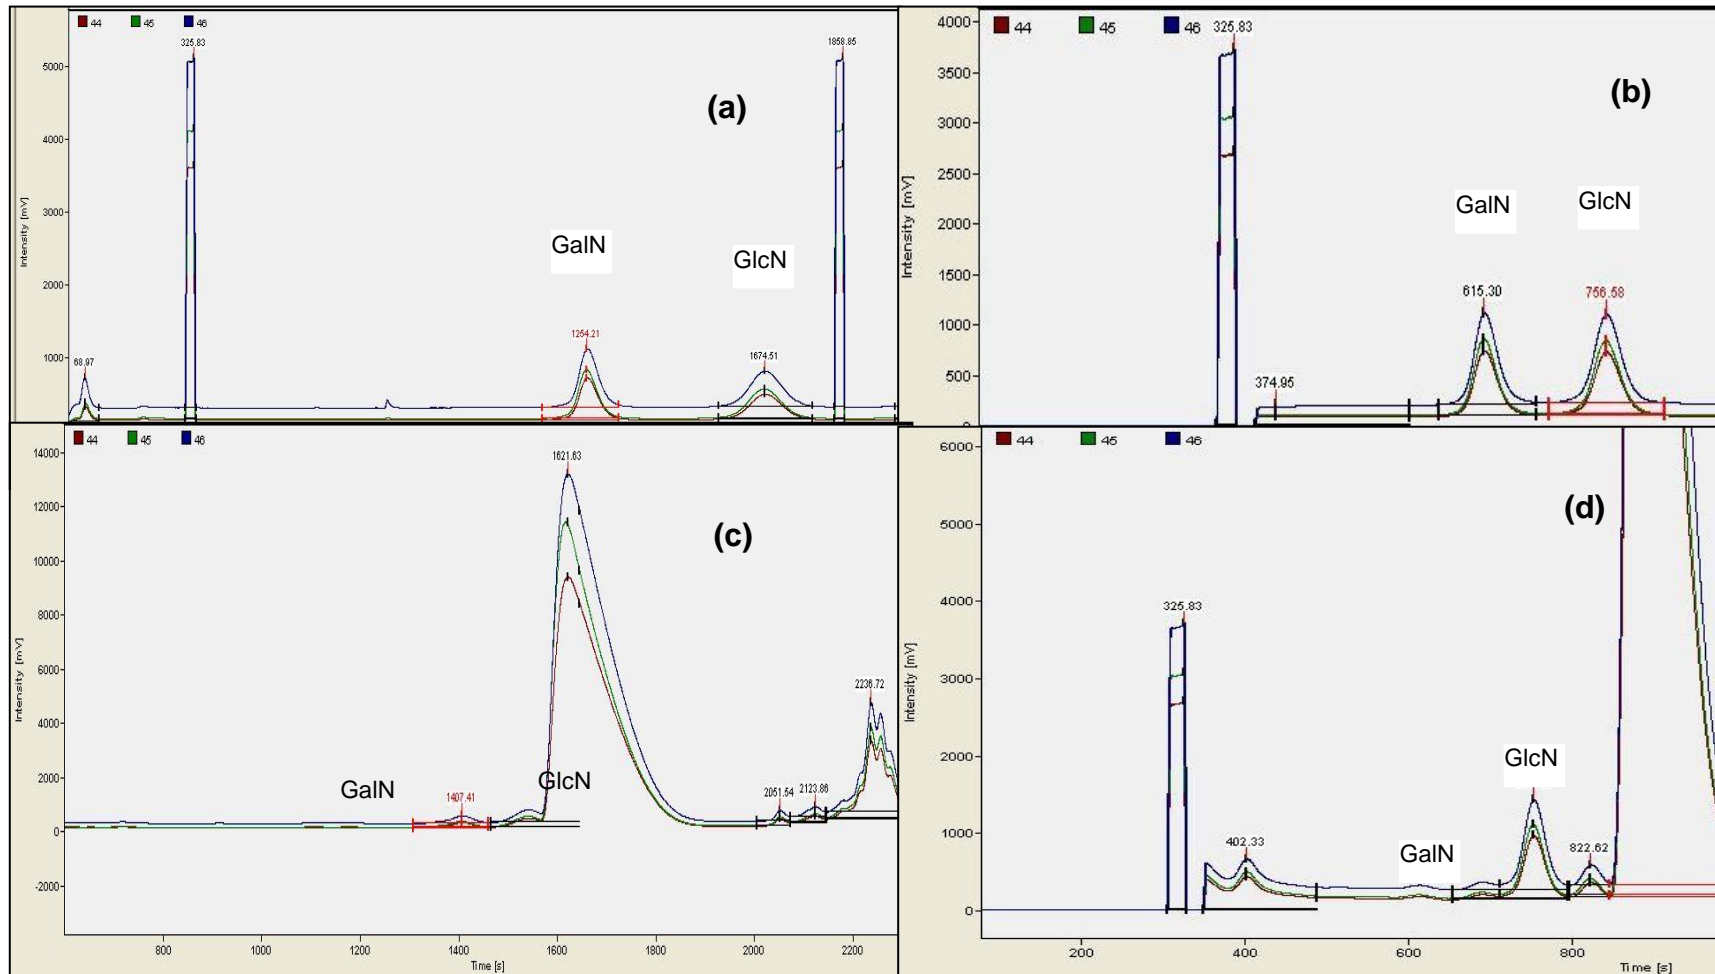 44 45 46
325.83
1858.85
5000
4000
3000
2000
1000
Intensity [mV]
(a)
GalN
GlcN
68.97
1254.21
1674.51
44 45 46
325.83
4000
3500
3000
2500
2000
1500
1000
500
0
Intensity [mV]
(b)
GalN
GlcN
615.30
756.58
374.95
44 45 46
1621.63
14000
12000
10000
8000
6000
4000
2000
0
-2000
Intensity [mV]
(c)
GalN
GlcN
1407.41
2051.54
2123.86
2236.72
800 1000 1200 1400 1600 1800 2000 2200
Time [s]
44 45 46
6000
5000
4000
3000
2000
1000
0
Intensity [mV]
(d)
325.83
GlcN
GalN
402.33
822.62
200 400 600 800
Time [s]